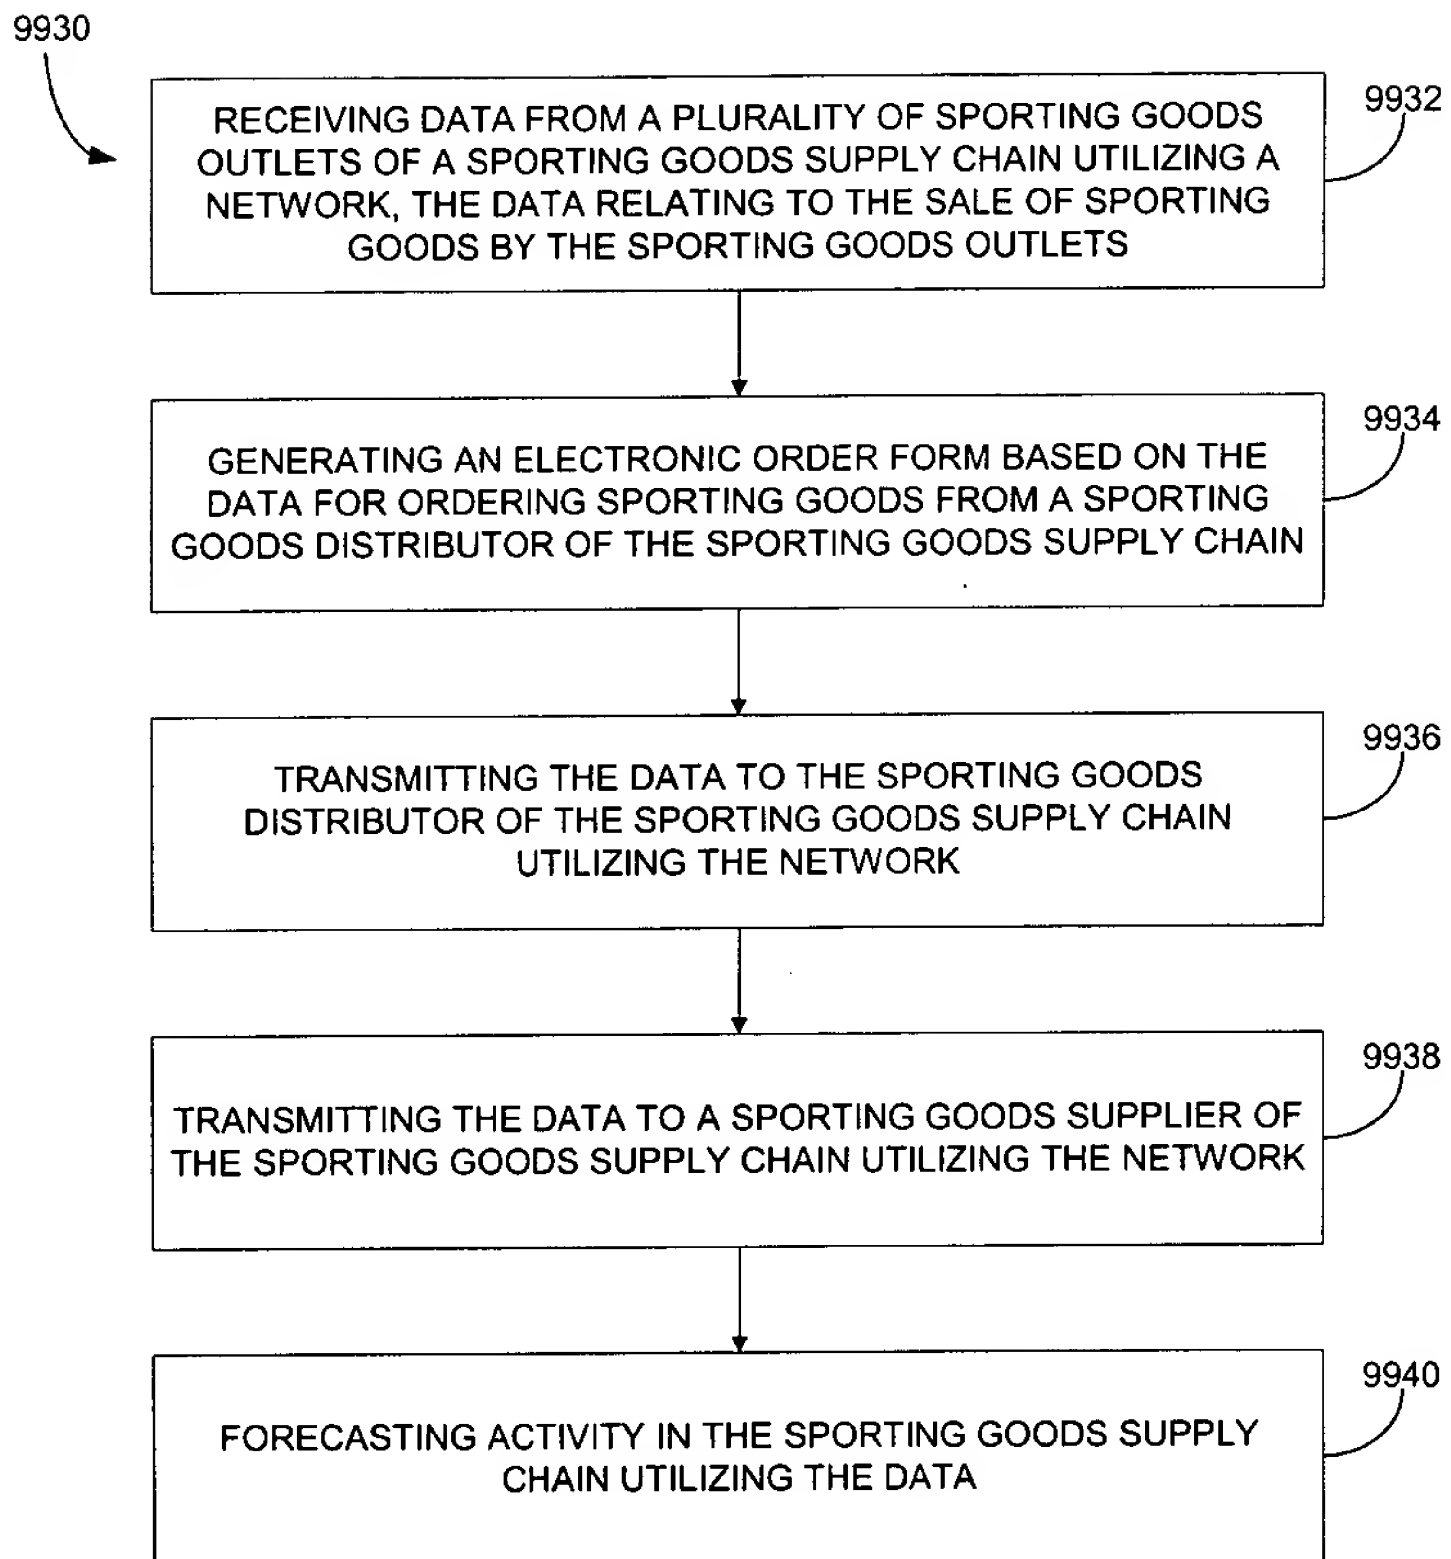 9930
9932
RECEIVING DATA FROM A PLURALITY OF SPORTING GOODS
OUTLETS OF A SPORTING GOODS SUPPLY CHAIN UTILIZING A
NETWORK, THE DATA RELATING TO THE SALE OF SPORTING
GOODS BY THE SPORTING GOODS OUTLETS
9934
GENERATING AN ELECTRONIC ORDER FORM BASED ON THE
DATA FOR ORDERING SPORTING GOODS FROM A SPORTING
GOODS DISTRIBUTOR OF THE SPORTING GOODS SUPPLY CHAIN
9936
TRANSMITTING THE DATA TO THE SPORTING GOODS
DISTRIBUTOR OF THE SPORTING GOODS SUPPLY CHAIN
UTILIZING THE NETWORK
9938
TRANSMITTING THE DATA TO A SPORTING GOODS SUPPLIER OF
THE SPORTING GOODS SUPPLY CHAIN UTILIZING THE NETWORK
9940
FORECASTING ACTIVITY IN THE SPORTING GOODS SUPPLY
CHAIN UTILIZING THE DATA